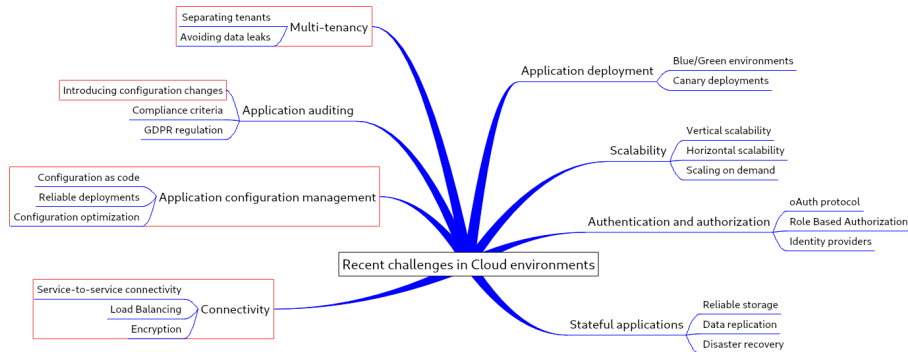 Separating tenants
Avoiding data leaks
Multi-tenancy
Introducing configuration changes
Compliance criteria
GDPR regulation
Application auditing
Configuration as code
Reliable deployments
Configuration optimization
Application configuration management
Service-to-service connectivity
Load Balancing
Encryption
Connectivity
Recent challenges in Cloud environments
Application deployment
Blue/Green environments
Canary deployments
Scalability
Vertical scalability
Horizontal scalability
Scaling on demand
Authentication and authorization
oAuth protocol
Role Based Authorization
Identity providers
Stateful applications
Reliable storage
Data replication
Disaster recovery